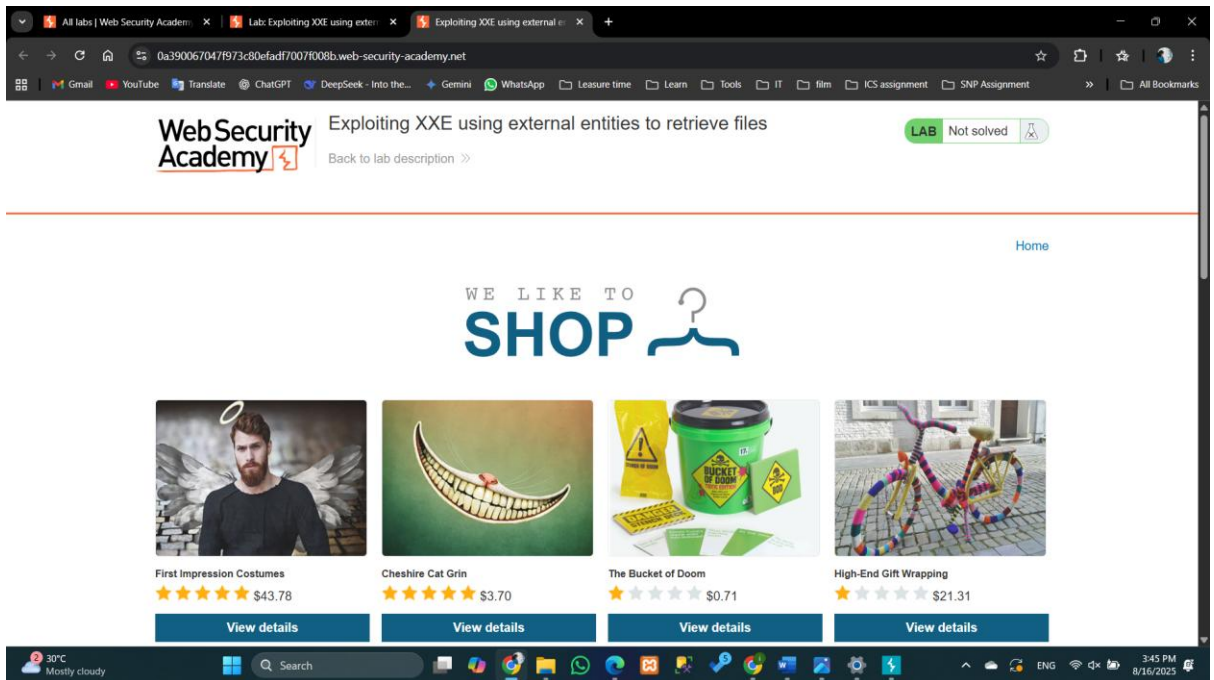 All labs | Web Security Academy
Lab: Exploiting XXE using extern
Exploiting XXE using external en
0a390067047f973c80efadf7007f008b.web-security-academy.net
Gmail YouTube Translate ChatGPT DeepSeek - Into the... Gemini WhatsApp Leasure time Learn Tools IT film ICS assignment SNP Assignment » All Bookmarks
Web Security Academy
Exploiting XXE using external entities to retrieve files
Back to lab description
LAB Not solved
Home
WE LIKE TO
SHOP
First Impression Costumes
$43.78
View details
Cheshire Cat Grin
$3.70
View details
The Bucket of Doom
$0.71
View details
High-End Gift Wrapping
$21.31
View details
BUCKET
OF DOOM
2
30°C
Mostly cloudy
Search
ENG
3:45 PM
8/16/2025